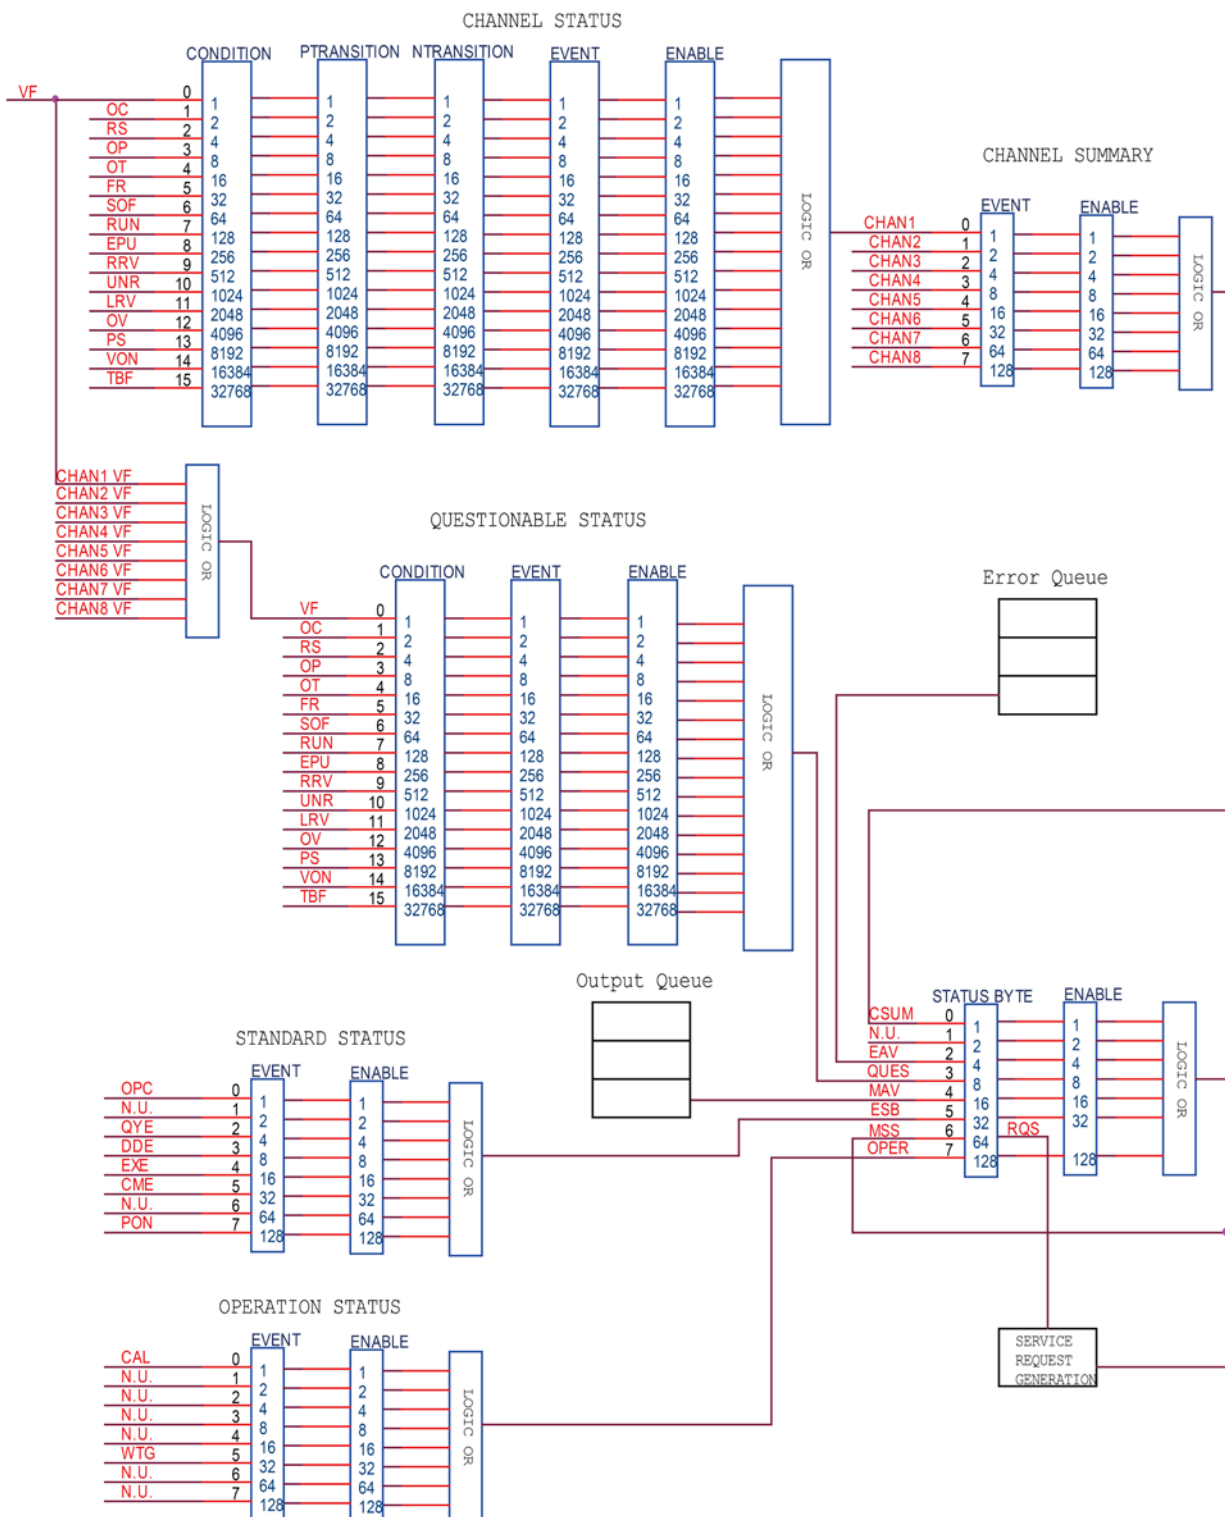 CHANNEL STATUS
CONDITION PTRANSITION NTRANSITION EVENT ENABLE
VF 0 1 1 1 1 1
OC 1 2 2 2 2 2
RS 2 4 4 4 4 4
OP 3 8 8 8 8 8
OT 4 16 16 16 16 16
FR 5 32 32 32 32 32
SOF 6 64 64 64 64 64
RUN 7 128 128 128 128 128
EPU 8 256 256 256 256 256
RRV 9 512 512 512 512 512
UNR 10 1024 1024 1024 1024 1024
LRV 11 2048 2048 2048 2048 2048
OV 12 4096 4096 4096 4096 4096
PS 13 8192 8192 8192 8192 8192
VON 14 16384 16384 16384 16384 16384
TBF 15 32768 32768 32768 32768 32768
LOGIC OR
CHANNEL SUMMARY
EVENT ENABLE
CHAN1 0 1 1
CHAN2 1 2 2
CHAN3 2 4 4
CHAN4 3 8 8
CHAN5 4 16 16
CHAN6 5 32 32
CHAN7 6 64 64
CHAN8 7 128 128
LOGIC OR
CHAN1 VF
CHAN2 VF
CHAN3 VF
CHAN4 VF
CHAN5 VF
CHAN6 VF
CHAN7 VF
CHAN8 VF
LOGIC OR
QUESTIONABLE STATUS
CONDITION EVENT ENABLE
VF 0 1 1 1
OC 1 2 2 2
RS 2 4 4 4
OP 3 8 8 8
OT 4 16 16 16
FR 5 32 32 32
SOF 6 64 64 64
RUN 7 128 128 128
EPU 8 256 256 256
RRV 9 512 512 512
UNR 10 1024 1024 1024
LRV 11 2048 2048 2048
OV 12 4096 4096 4096
PS 13 8192 8192 8192
VON 14 16384 16384 16384
TBF 15 32768 32768 32768
LOGIC OR
Error Queue
Output Queue
STATUS BYTE ENABLE
CSUM 0 1 1
N.U. 1 2 2
EAV 2 4 4
QUES 3 8 8
MAV 4 16 16
ESB 5 32 32
MSS 6 64 RQS
OPER 7 128 128
LOGIC OR
STANDARD STATUS
EVENT ENABLE
OPC 0 1 1
N.U. 1 2 2
QYE 2 4 4
DDE 3 8 8
EXE 4 16 16
CME 5 32 32
N.U. 6 64 64
PON 7 128 128
LOGIC OR
SERVICE
REQUEST
GENERATION
OPERATION STATUS
EVENT ENABLE
CAL 0 1 1
N.U. 1 2 2
N.U. 2 4 4
N.U. 3 8 8
N.U. 4 16 16
WTG 5 32 32
N.U. 6 64 64
N.U. 7 128 128
LOGIC OR